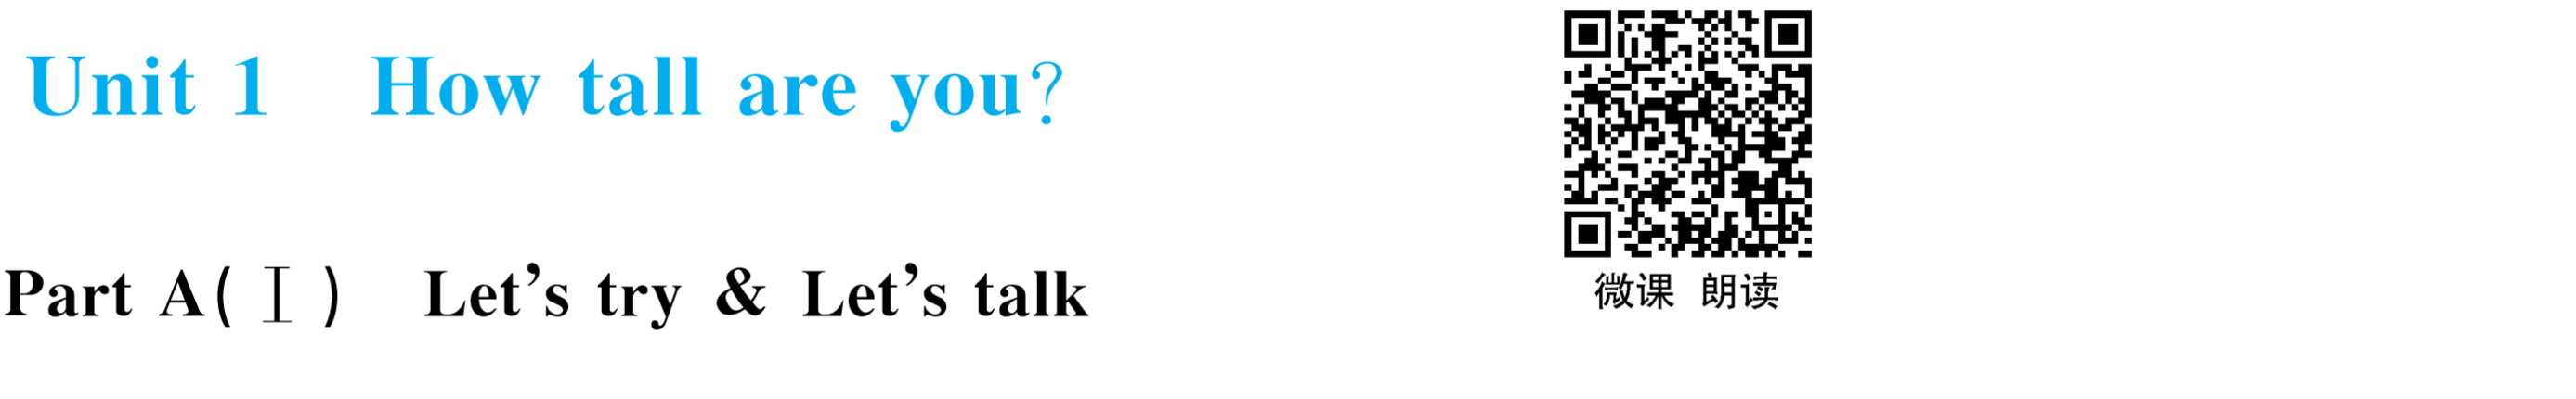 Unit 1 How tall are you?
Part A(Ⅰ) Let's try & Let's talk
微课 朗读